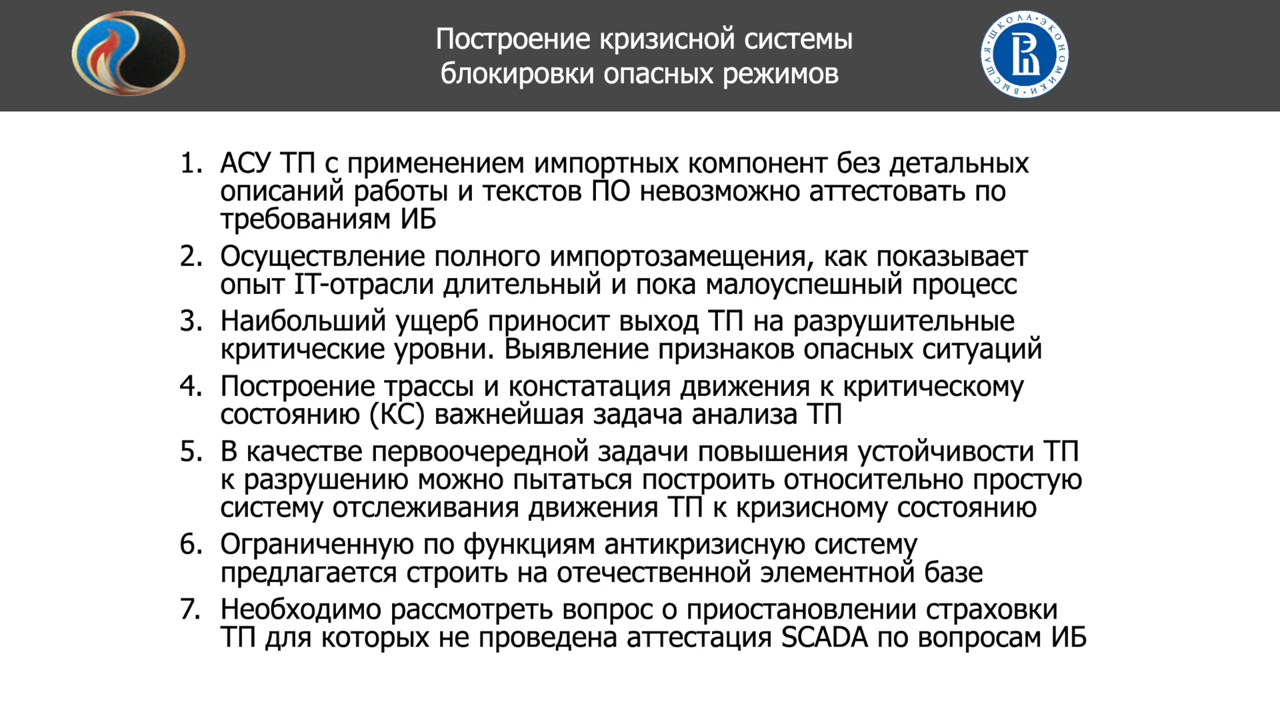 Построение кризисной системы
блокировки опасных режимов
ВЫСШАЯ ШКОЛА ЭКОНОМИКИ
1. АСУ ТП с применением импортных компонент без детальных
описаний работы и текстов ПО невозможно аттестовать по
требованиям ИБ
2. Осуществление полного импортозамещения, как показывает
опыт IT-отрасли длительный и пока малоуспешный процесс
3. Наибольший ущерб приносит выход ТП на разрушительные
критические уровни. Выявление признаков опасных ситуаций
4. Построение трассы и констатация движения к критическому
состоянию (КС) важнейшая задача анализа ТП
5. В качестве первоочередной задачи повышения устойчивости ТП
к разрушению можно пытаться построить относительно простую
систему отслеживания движения ТП к кризисному состоянию
6. Ограниченную по функциям антикризисную систему
предлагается строить на отечественной элементной базе
7. Необходимо рассмотреть вопрос о приостановлении страховки
ТП для которых не проведена аттестация SCADA по вопросам ИБ